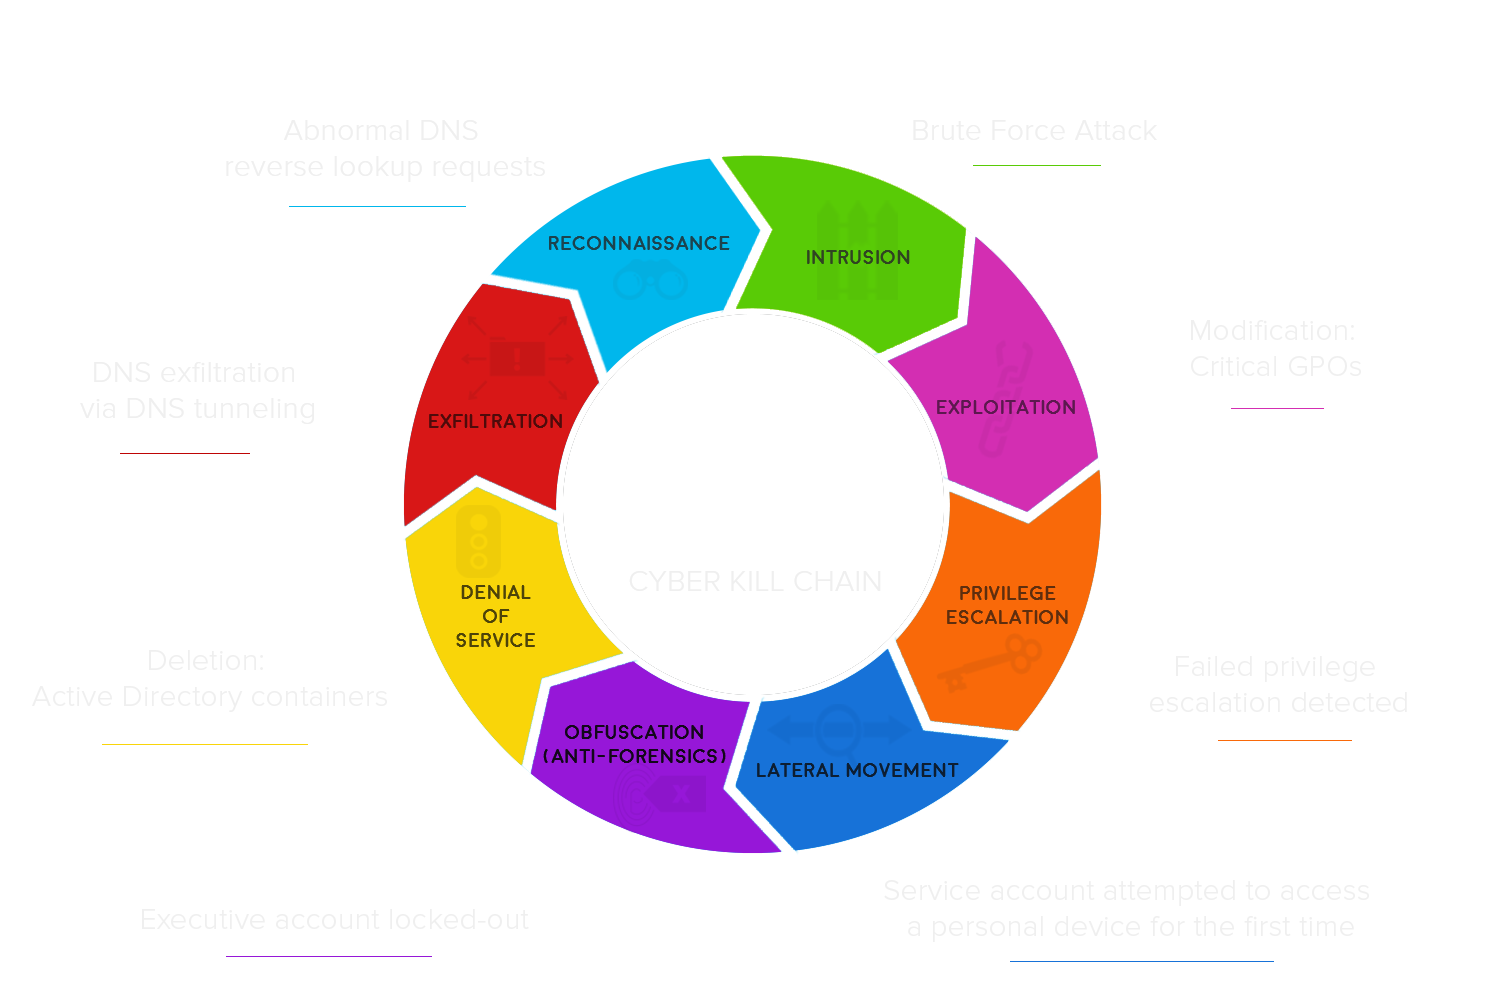 Abnormal DNS
reverse lookup requests
Brute Force Attack
RECONNAISSANCE
INTRUSION
Modification:
Critical GPOs
DNS exfiltration
via DNS tunneling
EXFILTRATION
EXPLOITATION
CYBER KILL CHAIN
DENIAL
OF
SERVICE
PRIVILEGE
ESCALATION
Deletion:
Active Directory containers
Failed privilege
escalation detected
OBFUSCATION
(ANTI-FORENSICS)
LATERAL MOVEMENT
Executive account locked-out
Service account attempted to access
a personal device for the first time